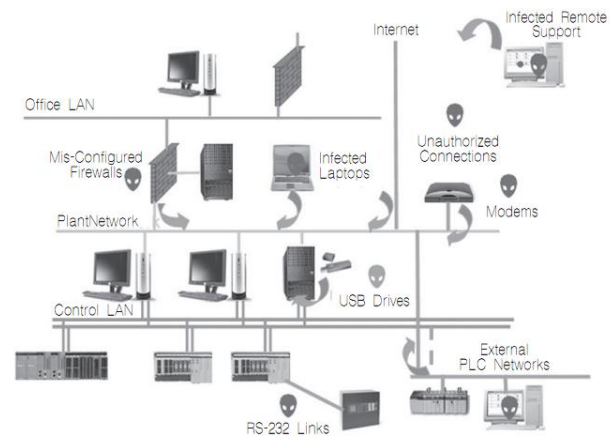 Internet
Infected Remote
Support
Office LAN
Unauthorized
Connections
Mis-Configured
Firewalls
Infected
Laptops
Modems
PlantNetwork
USB Drives
Control LAN
External
PLC Networks
RS-232 Links